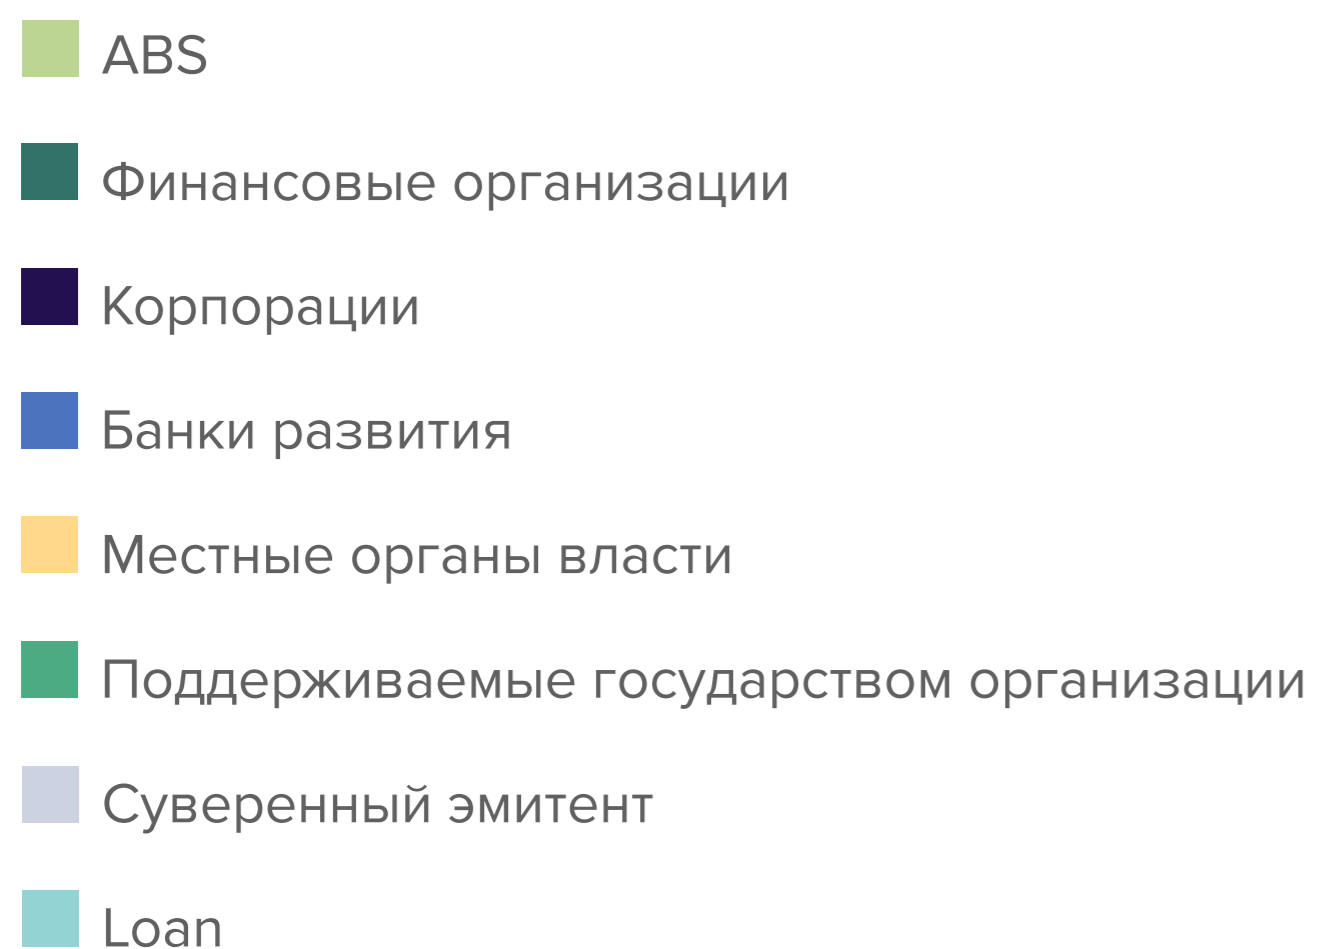 ABS
Финансовые организации
Корпорации
Банки развития
Местные органы власти
Поддерживаемые государством организации
Суверенный эмитент
Loan